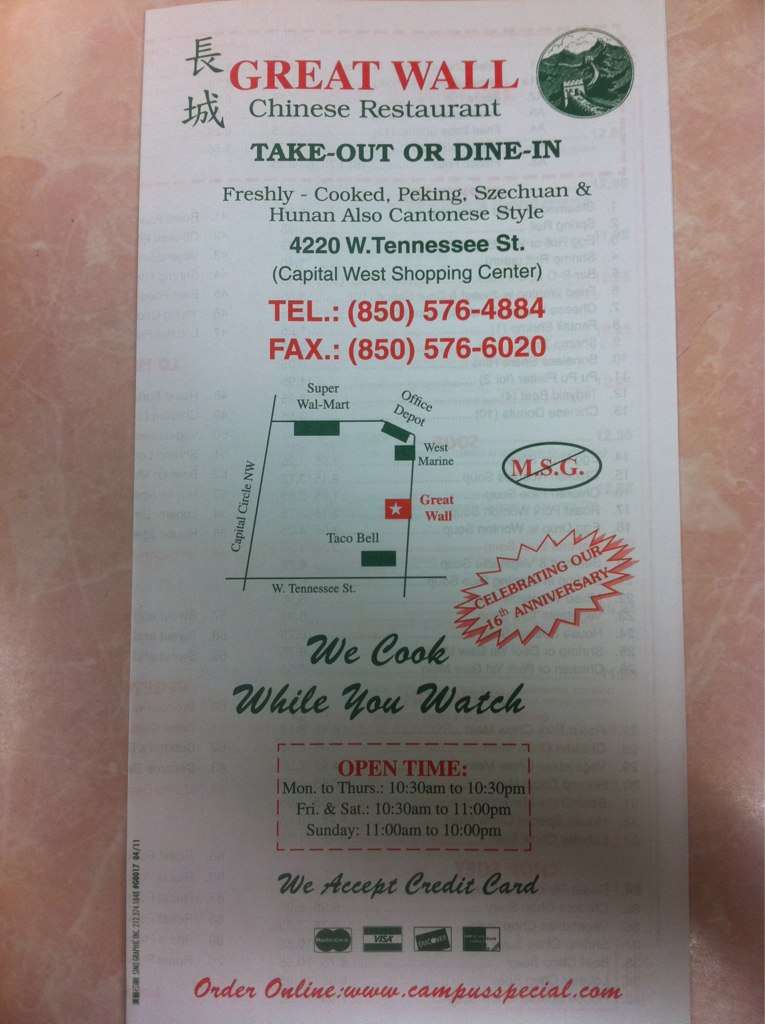 長城
GREAT WALL
Chinese Restaurant
TAKE-OUT OR DINE-IN
Freshly - Cooked, Peking, Szechuan &
Hunan Also Cantonese Style
4220 W.Tennessee St.
(Capital West Shopping Center)
TEL.: (850) 576-4884
FAX.: (850) 576-6020
Super
Wal-Mart
Office
Depot
West
Marine
Capital Circle NW
Great
Wall
Taco Bell
W. Tennessee St.
M.S.G.
CELEBRATING OUR
16th ANNIVERSARY
We Cook
While You Watch
OPEN TIME:
Mon. to Thurs.: 10:30am to 10:30pm
Fri. & Sat.: 10:30am to 11:00pm
Sunday: 11:00am to 10:00pm
We Accept Credit Card
MasterCard
VISA
DISCOVER
Order Online:www.campusspecial.com